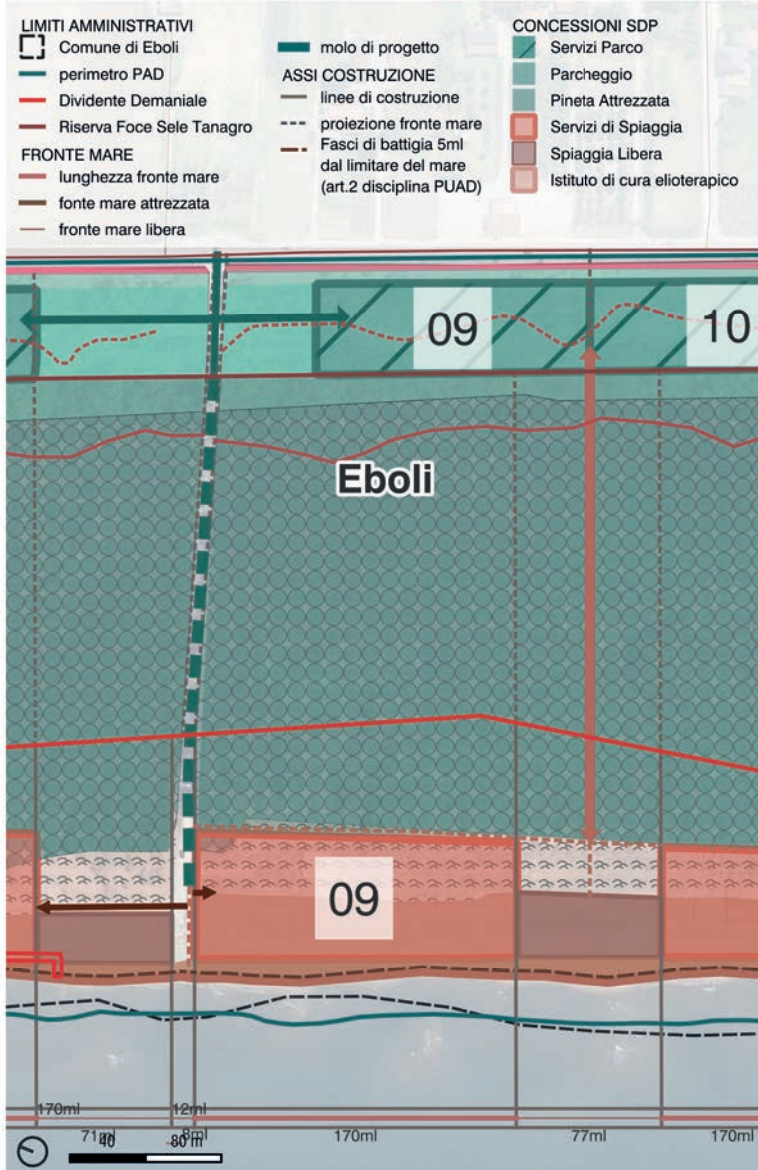 LIMITI AMMINISTRATIVI
Comune di Eboli
perimetro PAD
Dividente Demaniale
Riserva Foce Sele Tanagro
FRONTE MARE
lunghezza fronte mare
fonte mare attrezzata
fronte mare libera
molo di progetto
ASSI COSTRUZIONE
linee di costruzione
proiezione fronte mare
Fasci di battigia 5ml
dal limitare del mare
(art.2 disciplina PUAD)
CONCESSIONI SDP
Servizi Parco
Parcheggio
Pineta Attrezzata
Servizi di Spiaggia
Spiaggia Libera
Istituto di cura elioterapico
09
10
Eboli
09
170ml
12ml
71ml
8ml
170ml
77ml
170ml
40
80 m